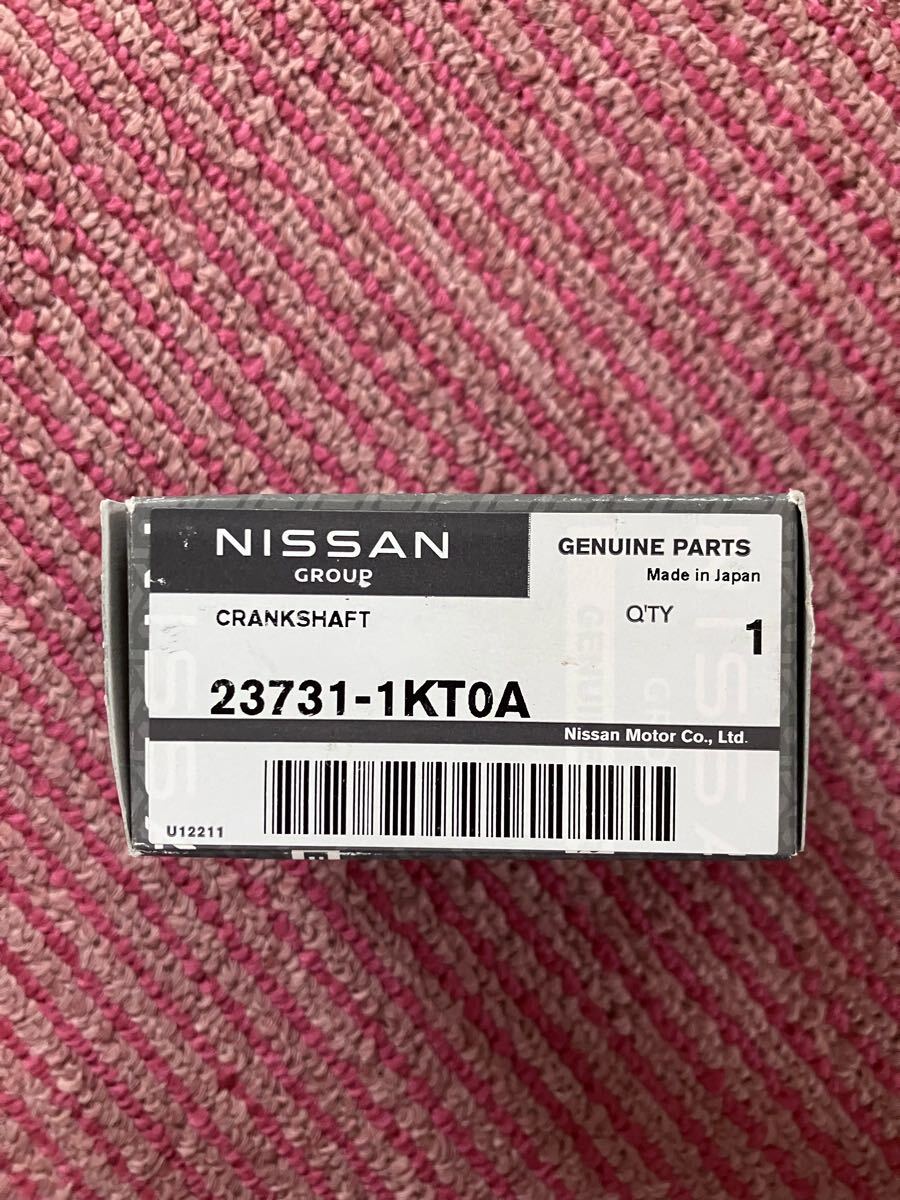 NISSAN
GROUP
GENUINE PARTS
Made in Japan
CRANKSHAFT
Q'TY
1
23731-1KT0A
Nissan Motor Co., Ltd.
U12211